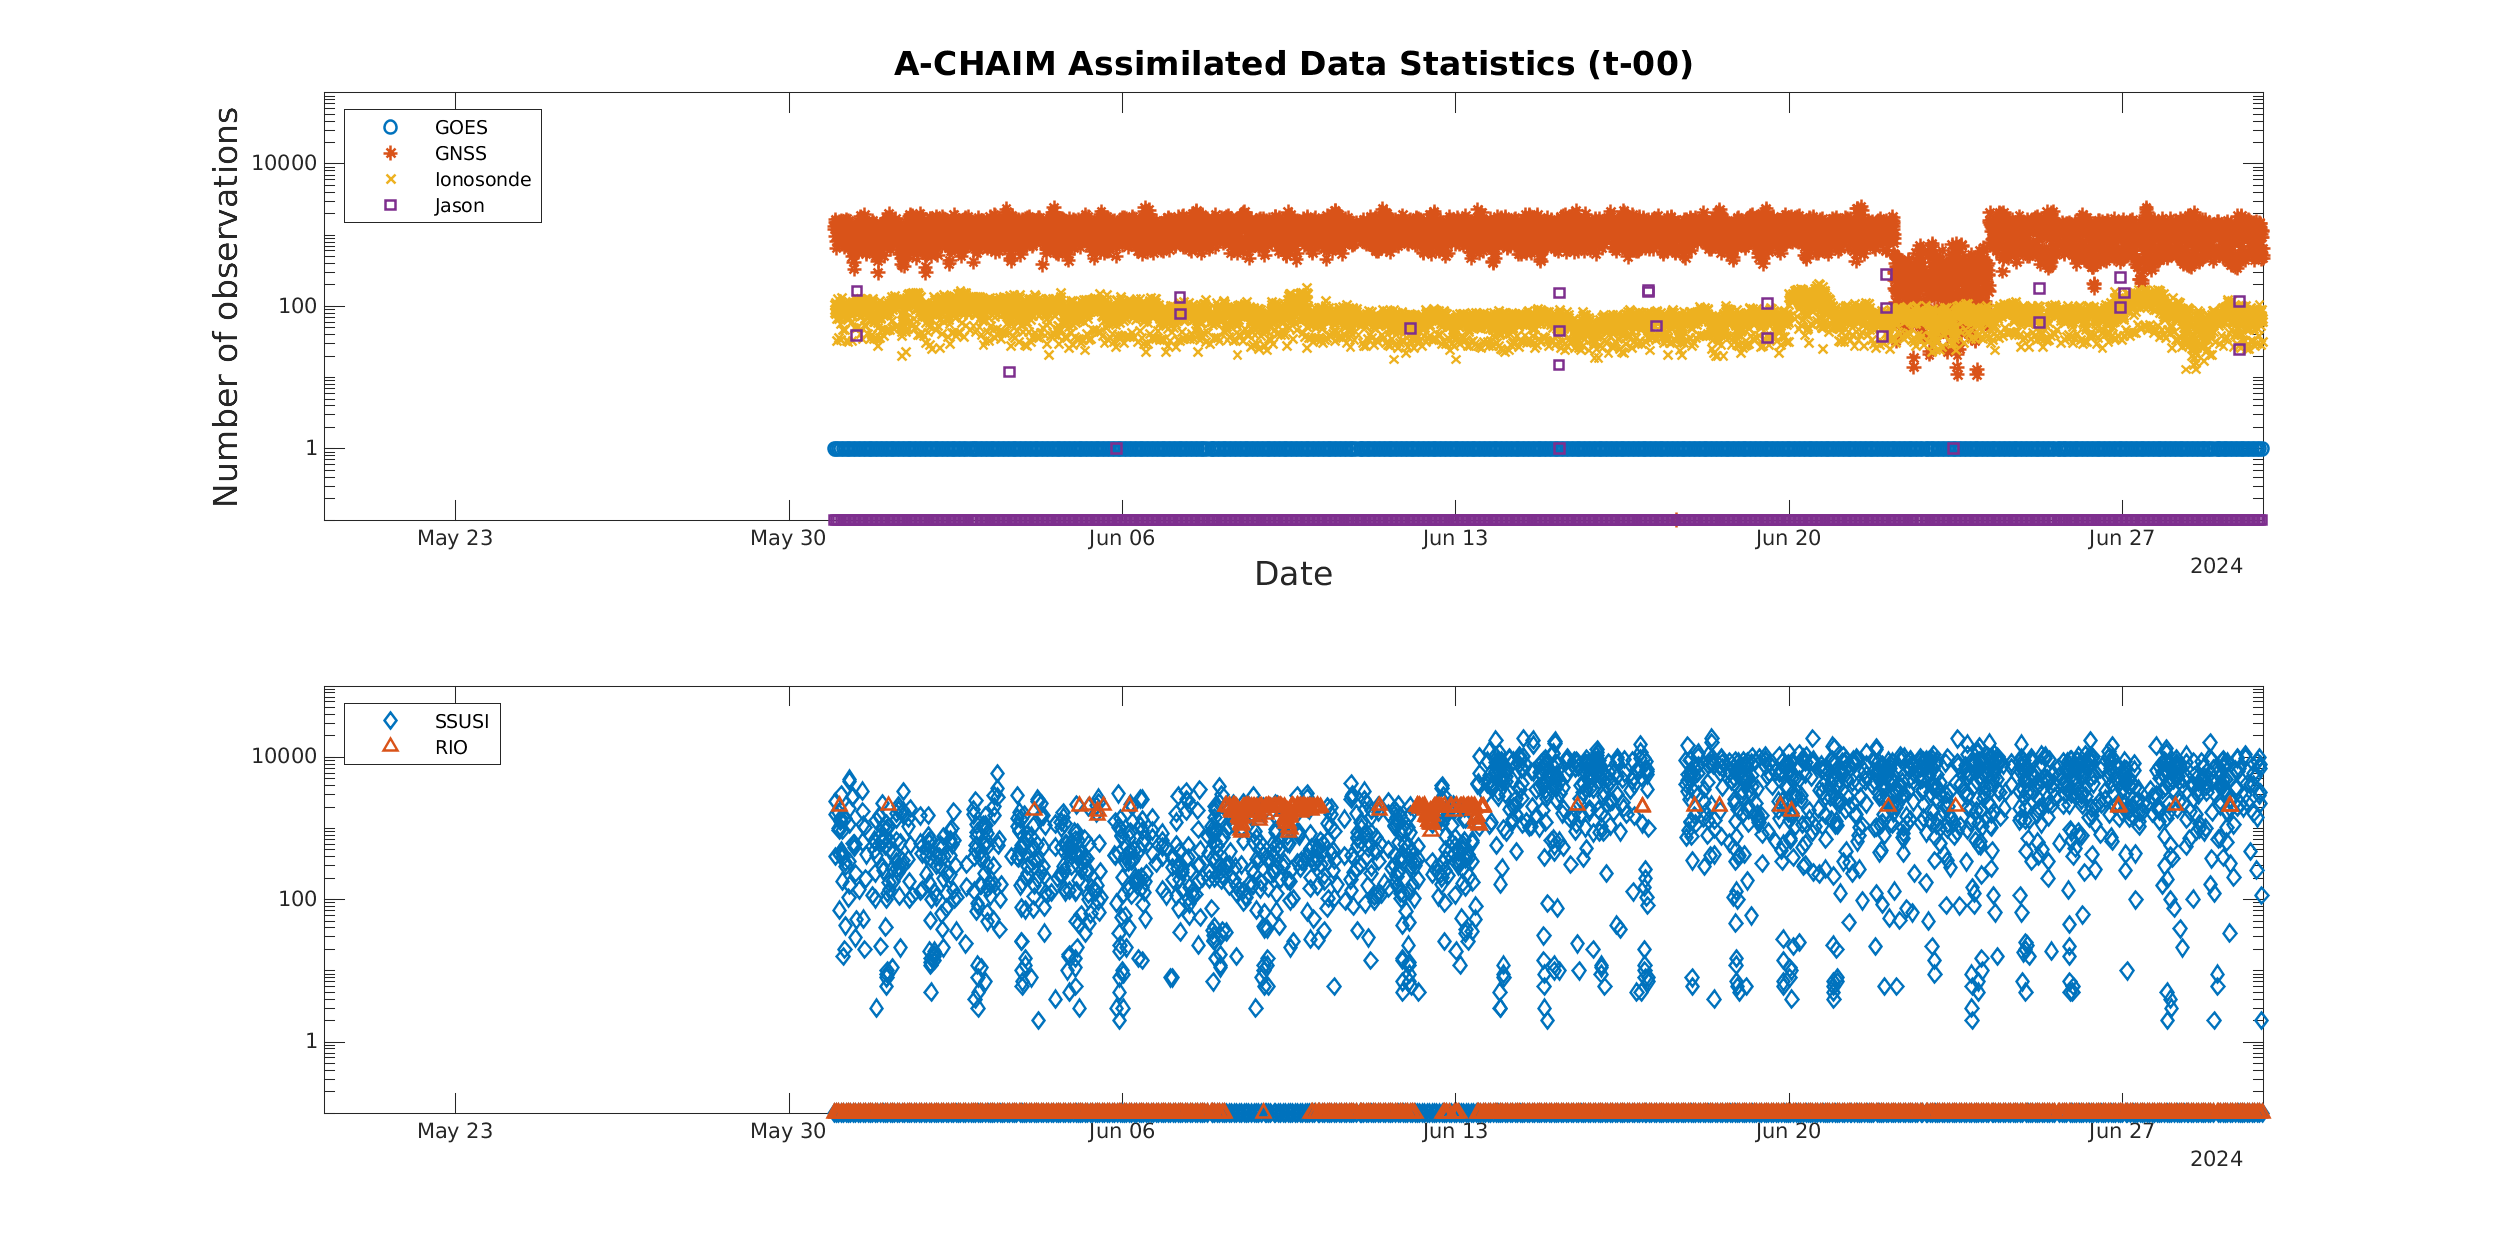 A-CHAIM Assimilated Data Statistics (t-00)
Number of observations
GOES
GNSS
Ionosonde
Jason
10000
100
1
May 23
May 30
Jun 06
Jun 13
Jun 20
Jun 27
2024
Date
SSUSI
RIO
10000
100
1
May 23
May 30
Jun 06
Jun 13
Jun 20
Jun 27
2024